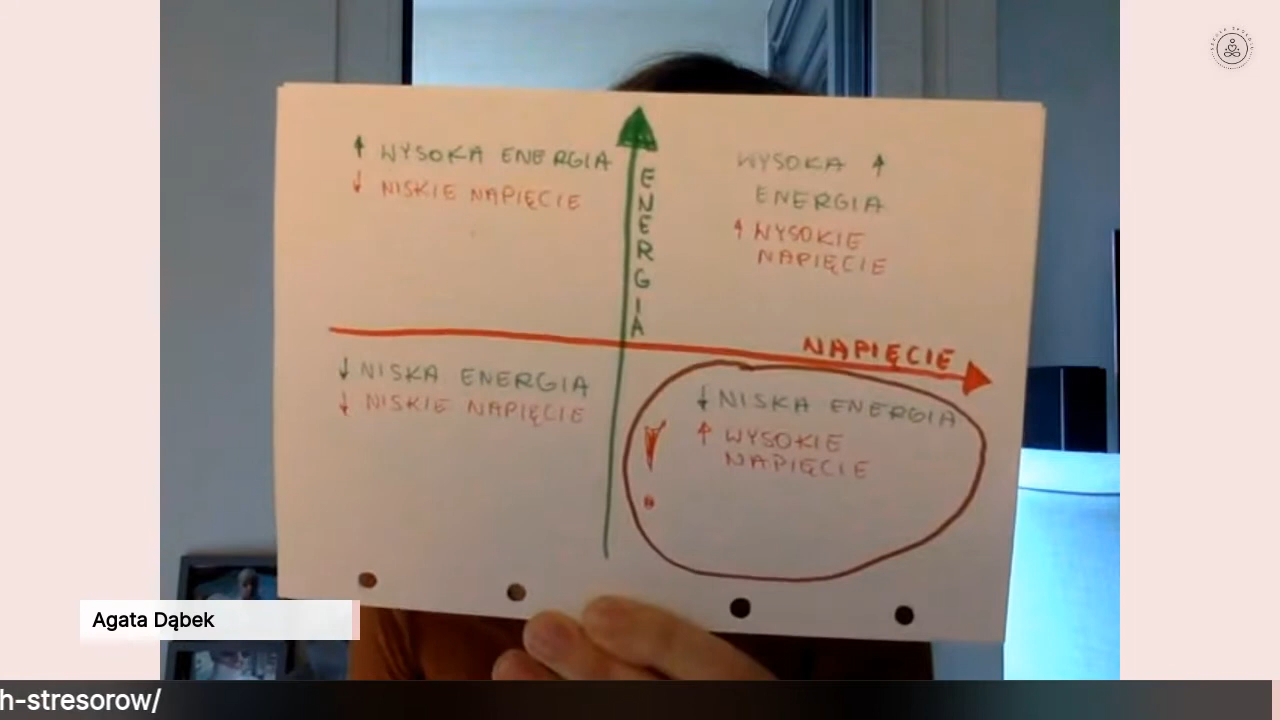 ↑ WYSOKA ENERGIA
↓ NISKIE NAPIĘCIE
ENERGIA
WYSOKA ↑
ENERGIA
↑ WYSOKIE
NAPIĘCIE
NAPIĘCIE
↓ NISKA ENERGIA
↓ NISKIE NAPIĘCIE
!
↓ NISKA ENERGIA
↑ WYSOKIE
NAPIĘCIE
Agata Dąbek
h-stresorow/